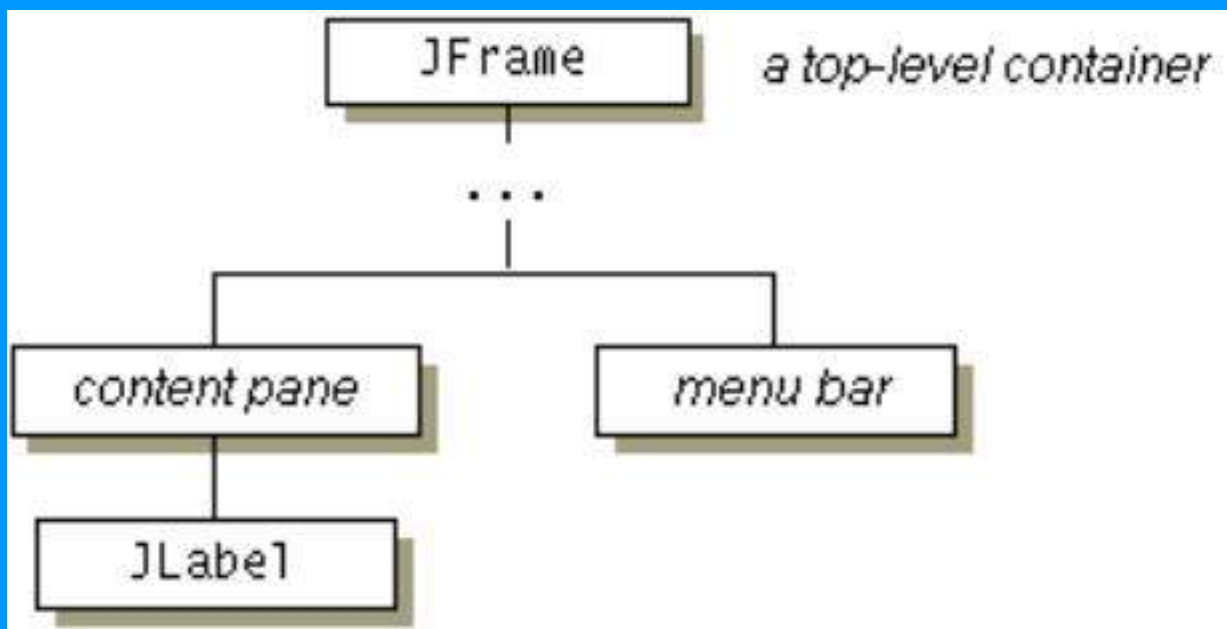 JFrame
a top-level container
...
content pane
menu bar
JLabel